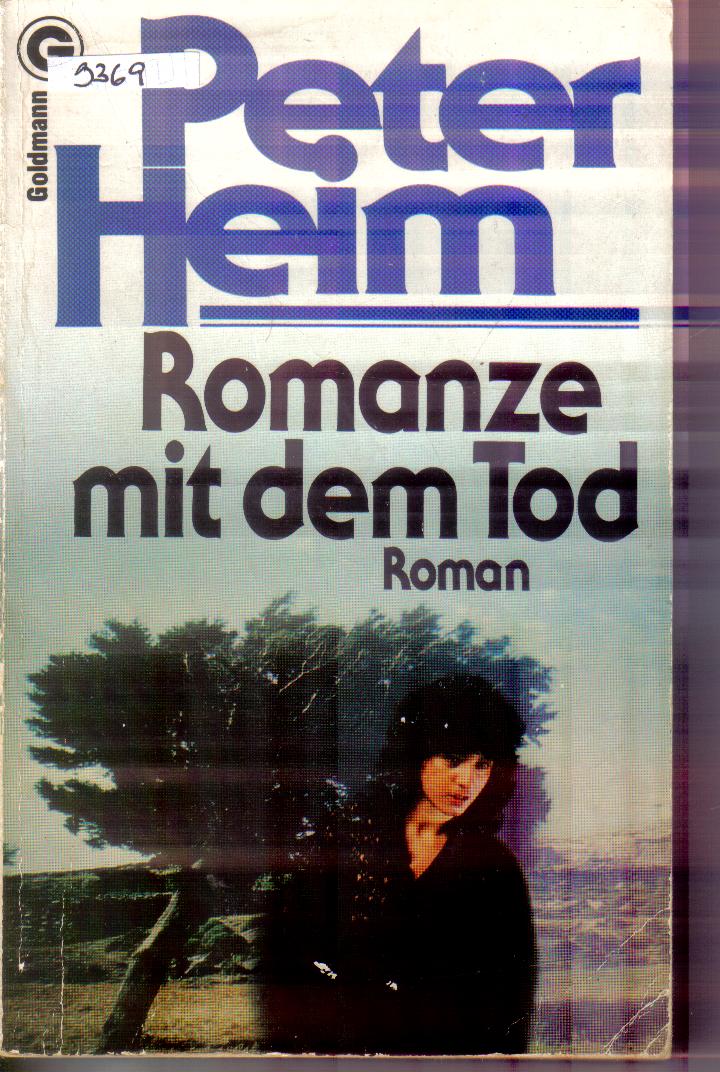 G
3369
Goldmann
Peter
Heim
Romanze
mit dem Tod
Roman